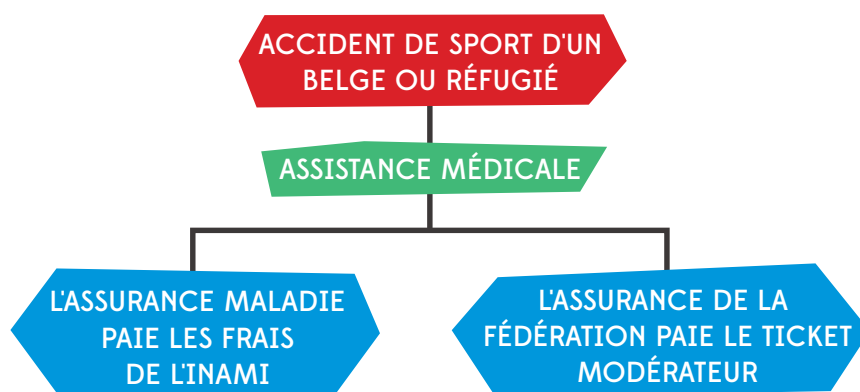 ACCIDENT DE SPORT D'UN
BELGE OU RÉFUGIÉ
ASSISTANCE MÉDICALE
L'ASSURANCE MALADIE
PAIE LES FRAIS
DE L'INAMI
L'ASSURANCE DE LA
FÉDÉRATION PAIE LE TICKET
MODÉRATEUR